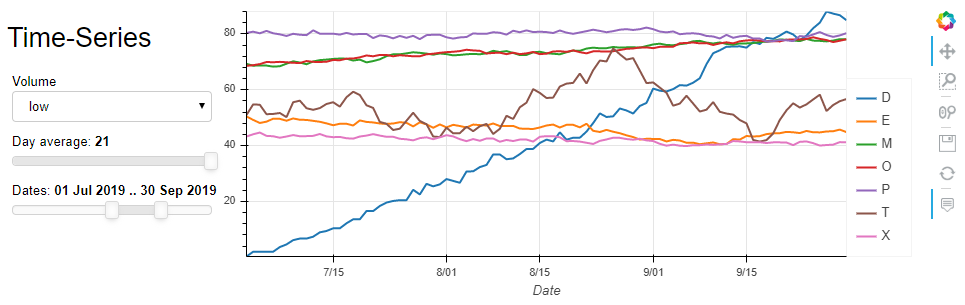 Time-Series
Volume
low
Day average: 21
Dates: 01 Jul 2019 .. 30 Sep 2019
80
60
40
20
7/15
8/01
8/15
9/01
9/15
Date
D
E
M
O
P
T
X